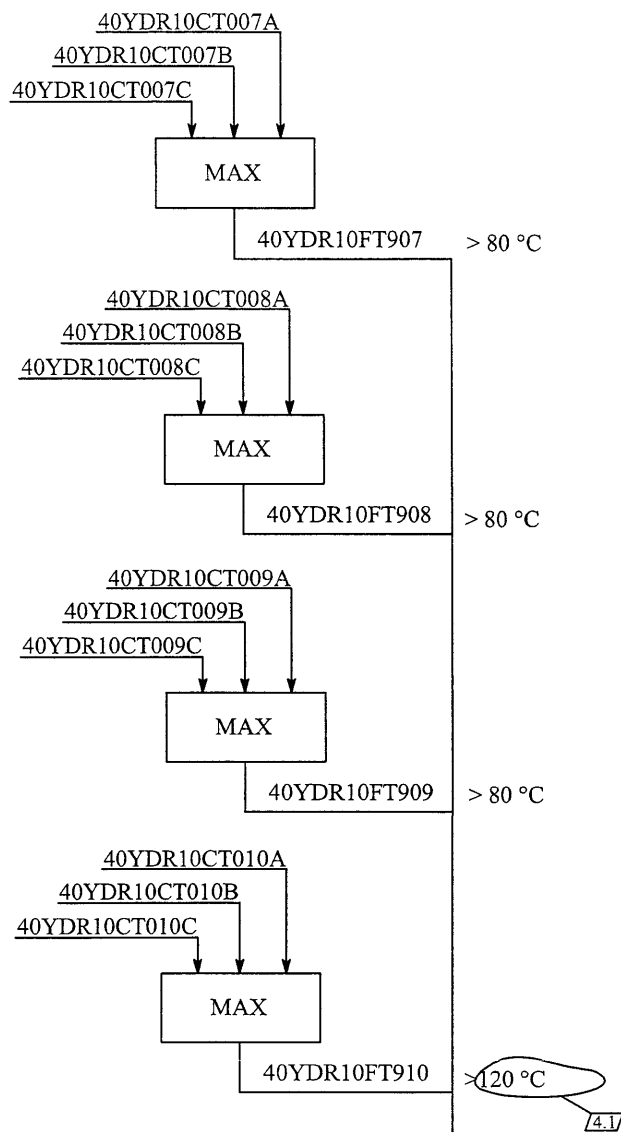 40YDR10CT007A
40YDR10CT007B
40YDR10CT007C
MAX
40YDR10FT907 > 80 °C
40YDR10CT008A
40YDR10CT008B
40YDR10CT008C
MAX
40YDR10FT908 > 80 °C
40YDR10CT009A
40YDR10CT009B
40YDR10CT009C
MAX
40YDR10FT909 > 80 °C
40YDR10CT010A
40YDR10CT010B
40YDR10CT010C
MAX
40YDR10FT910 >120 °C
4.1